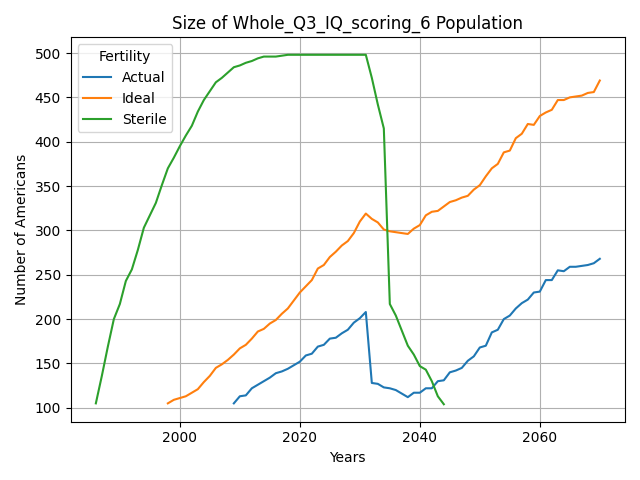 Size of Whole_Q3_IQ_scoring_6 Population
Fertility
Actual
Ideal
Sterile
Number of Americans
500
450
400
350
300
250
200
150
100
2000
2020
2040
2060
Years